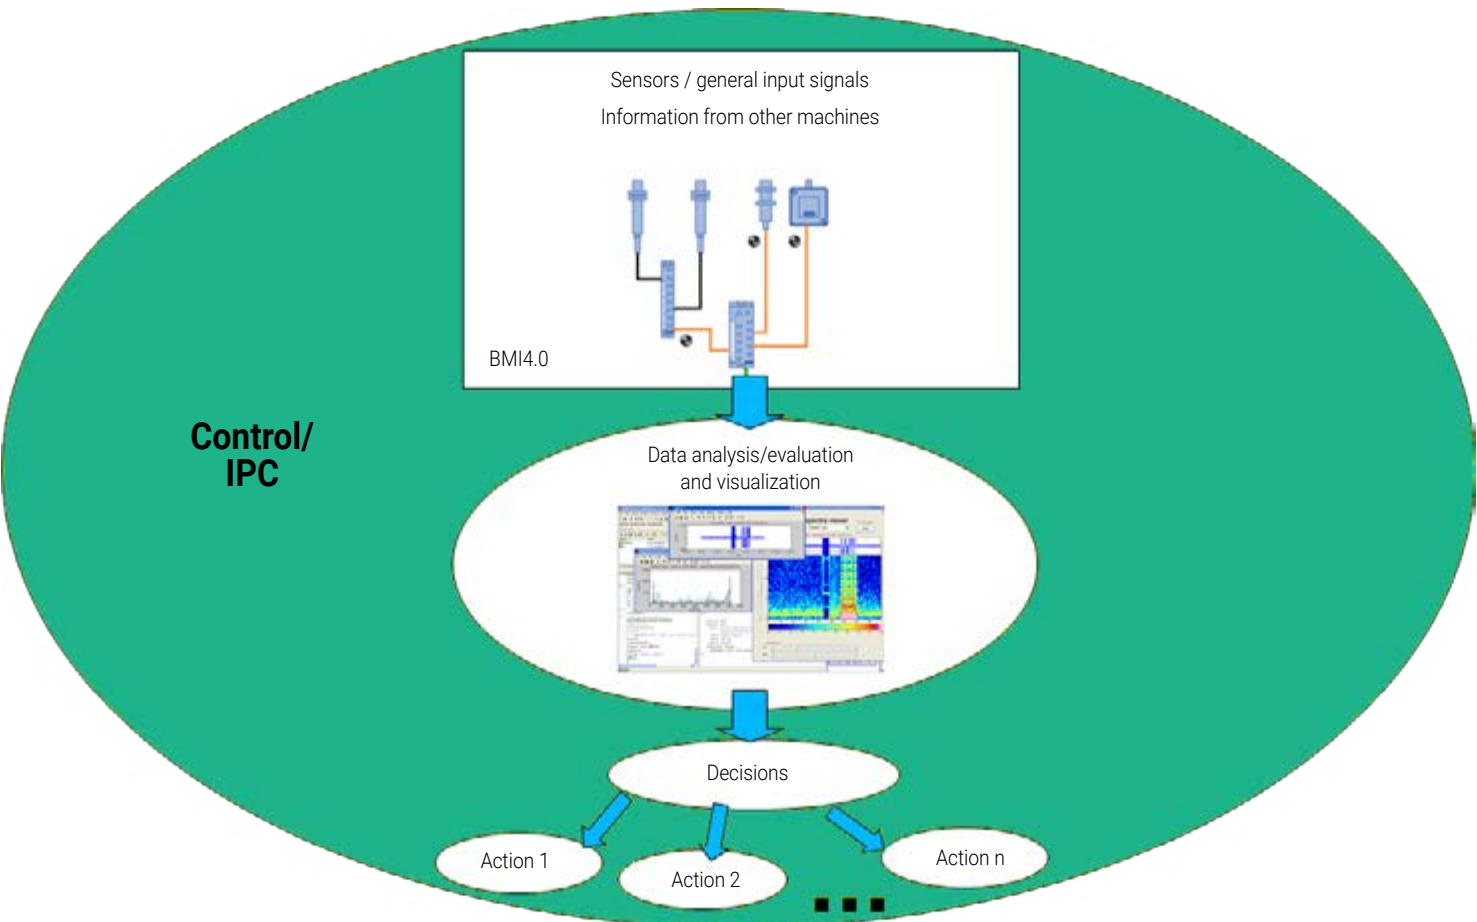 Sensors / general input signals
Information from other machines
BMI4.0
Control/
IPC
Data analysis/evaluation
and visualization
Decisions
Action 1
Action 2
Action n